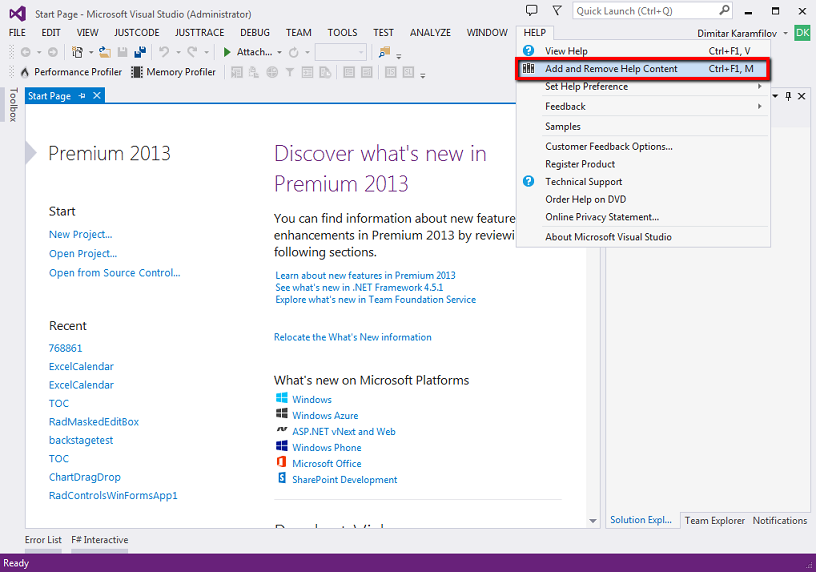 Start Page - Microsoft Visual Studio (Administrator)
Quick Launch (Ctrl+Q)
FILE EDIT VIEW JUSTCODE JUSTTRACE DEBUG TEAM TOOLS TEST ANALYZE WINDOW HELP
Dimitar Karamfilov
DK
Attach...
Performance Profiler Memory Profiler
View Help Ctrl+F1, V
Add and Remove Help Content Ctrl+F1, M
Set Help Preference
Feedback
Samples
Customer Feedback Options...
Register Product
Technical Support
Order Help on DVD
Online Privacy Statement...
About Microsoft Visual Studio
Toolbox
Start Page
Premium 2013
Start
New Project...
Open Project...
Open from Source Control...
Recent
768861
ExcelCalendar
ExcelCalendar
TOC
RadMaskedEditBox
backstagetest
TOC
ChartDragDrop
RadControlsWinFormsApp1
Discover what's new in
Premium 2013
You can find information about new feature
enhancements in Premium 2013 by reviewi
following sections.
Learn about new features in Premium 2013
See what's new in .NET Framework 4.5.1
Explore what's new in Team Foundation Service
Relocate the What's New information
What's new on Microsoft Platforms
Windows
Windows Azure
ASP.NET vNext and Web
Windows Phone
Microsoft Office
SharePoint Development
Solution Expl... Team Explorer Notifications
Error List F# Interactive
Ready